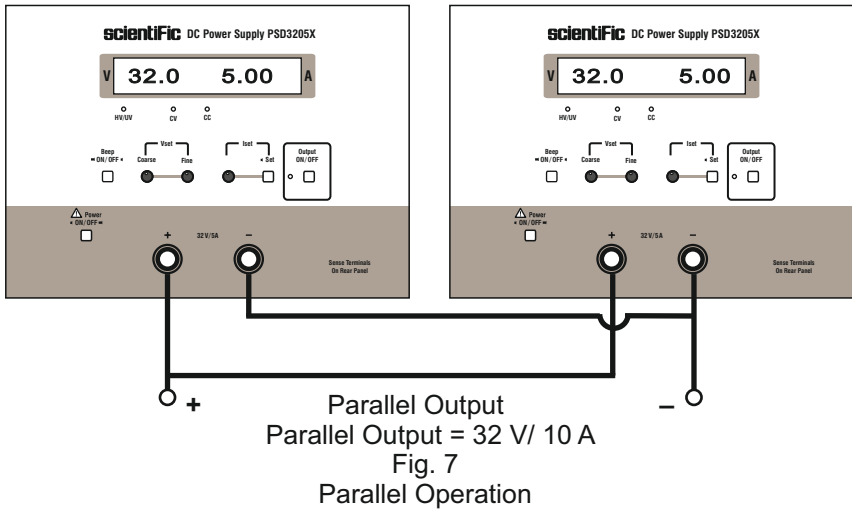 scientiFic DC Power Supply PSD3205X
V 32.0 5.00 A
HV/UV CV CC
Beep
ON/OFF
Vset
Coarse Fine
Iset
Set
Output
ON/OFF
Power
ON/OFF
+ 32 V/5A −
Sense Terminals
On Rear Panel
scientiFic DC Power Supply PSD3205X
V 32.0 5.00 A
HV/UV CV CC
Beep
ON/OFF
Vset
Coarse Fine
Iset
Set
Output
ON/OFF
Power
ON/OFF
+ 32 V/5A −
Sense Terminals
On Rear Panel
+ Parallel Output −
Parallel Output = 32 V/ 10 A
Fig. 7
Parallel Operation